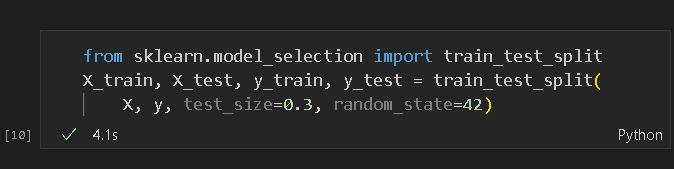 from sklearn.model_selection import train_test_split
X_train, X_test, y_train, y_test = train_test_split(
X, y, test_size=0.3, random_state=42)
[10] ✓ 4.1s Python